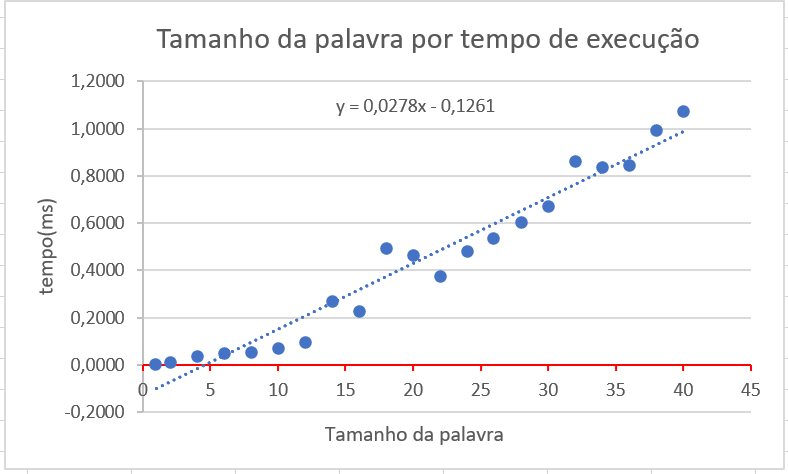 Tamanho da palavra por tempo de execução
y = 0,0278x - 0,1261
tempo(ms)
1,2000
1,0000
0,8000
0,6000
0,4000
0,2000
0,0000
-0,2000
0 5 10 15 20 25 30 35 40 45
Tamanho da palavra